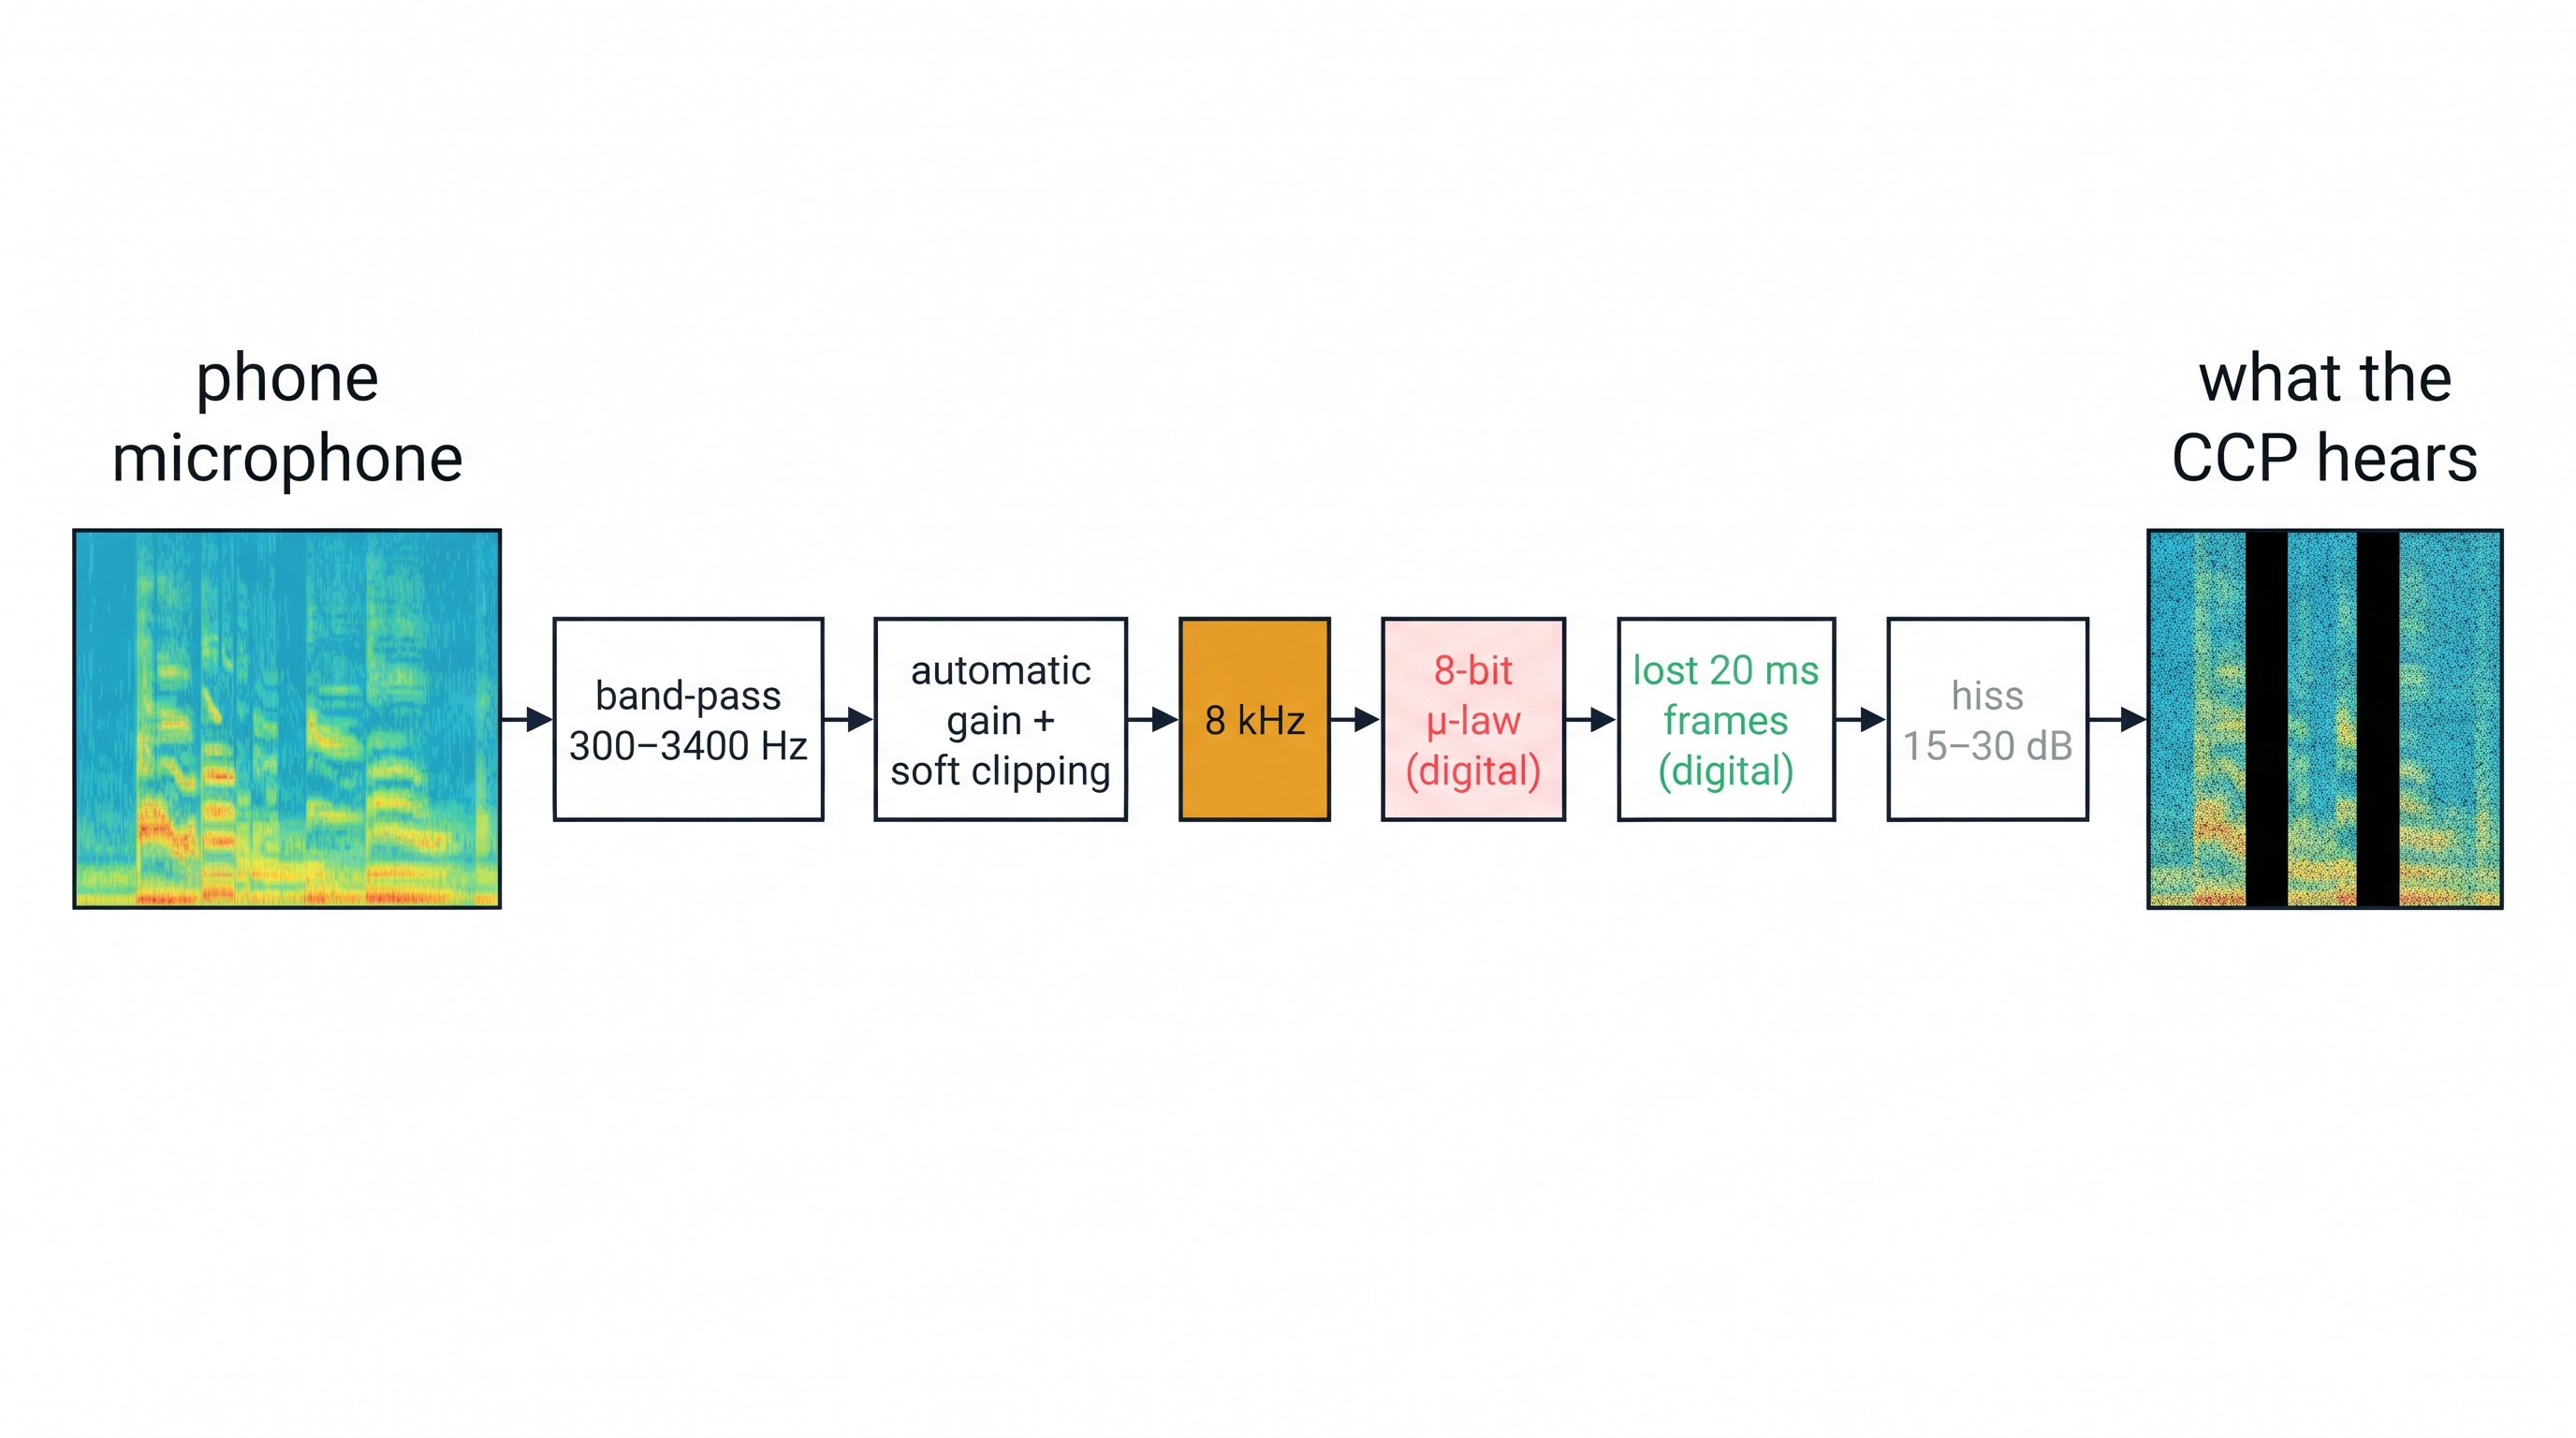 phone
microphone
what the
CCP hears
band-pass
300–3400 Hz
automatic
gain +
soft clipping
8 kHz
8-bit
μ-law
(digital)
lost 20 ms
frames
(digital)
hiss
15–30 dB